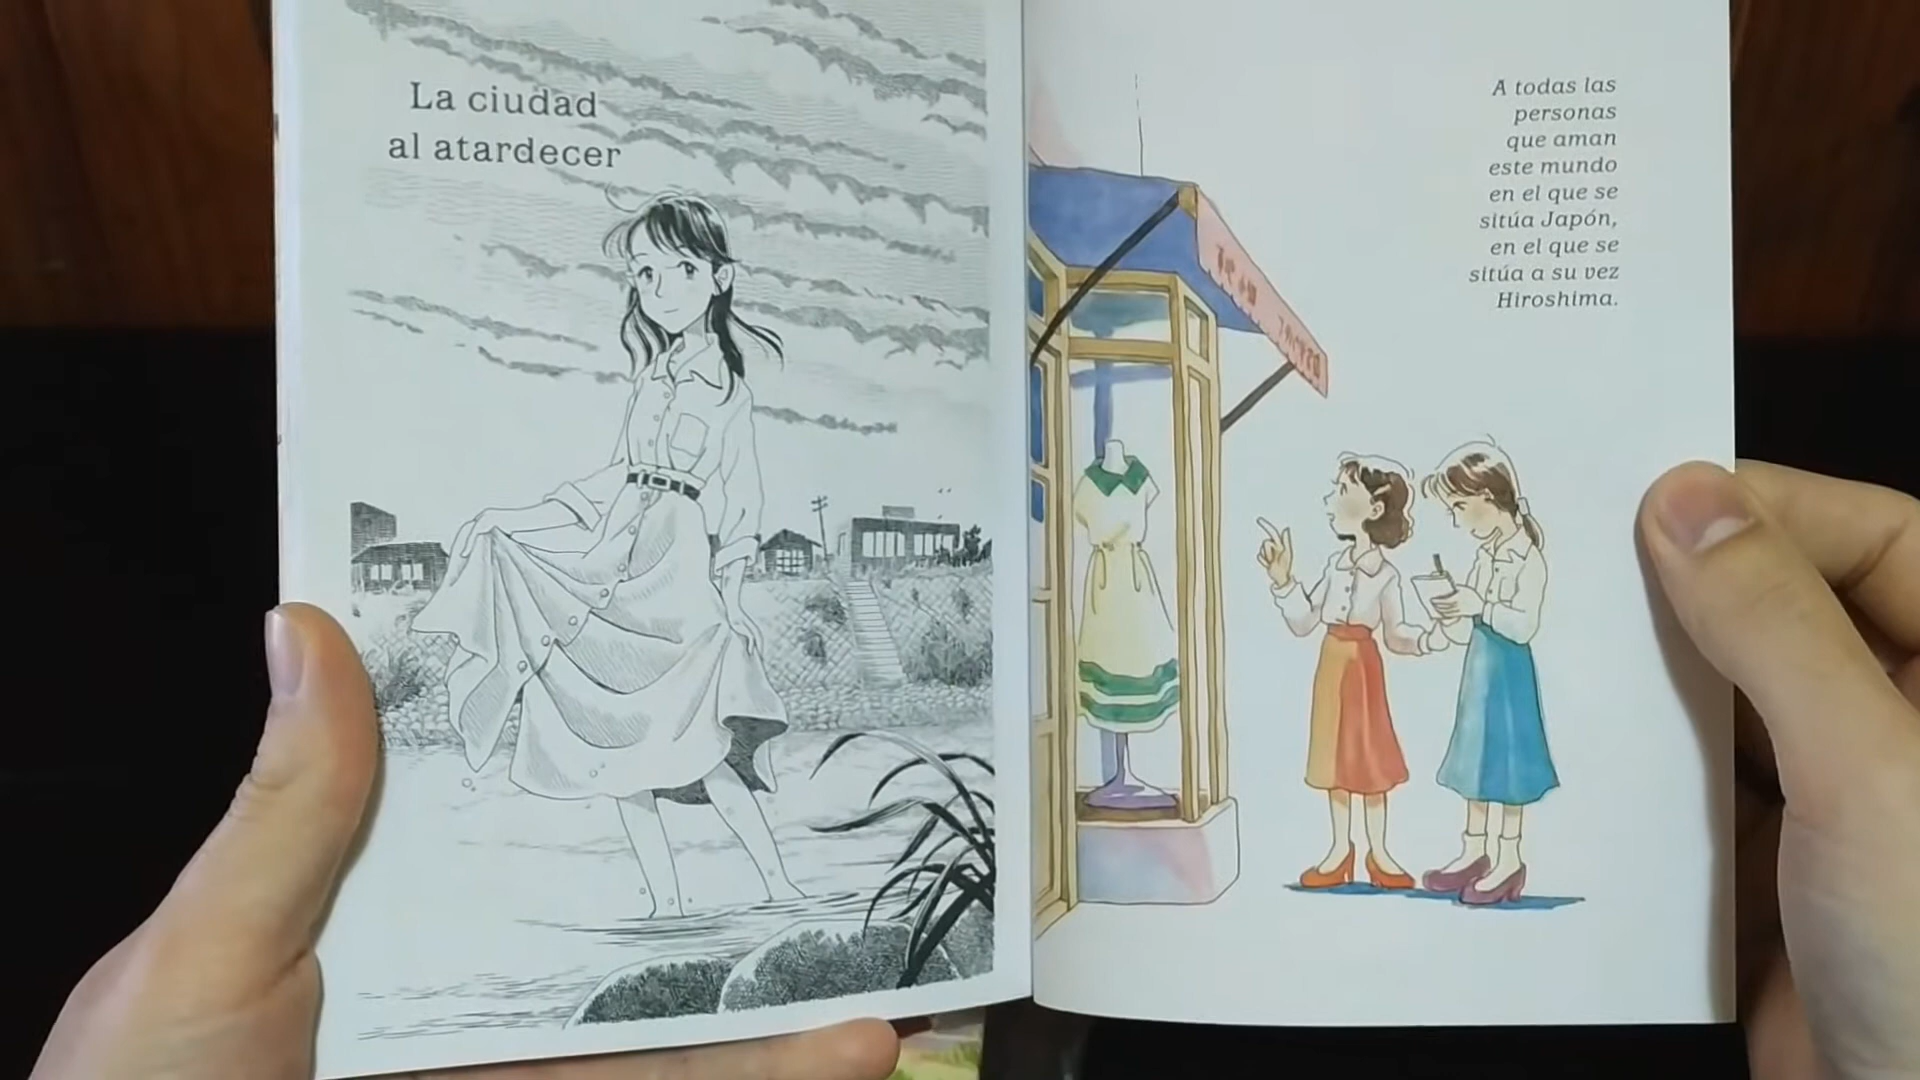 La ciudad
al atardecer
A todas las
personas
que aman
este mundo
en el que se
sitúa Japón,
en el que se
sitúa a su vez
Hiroshima.